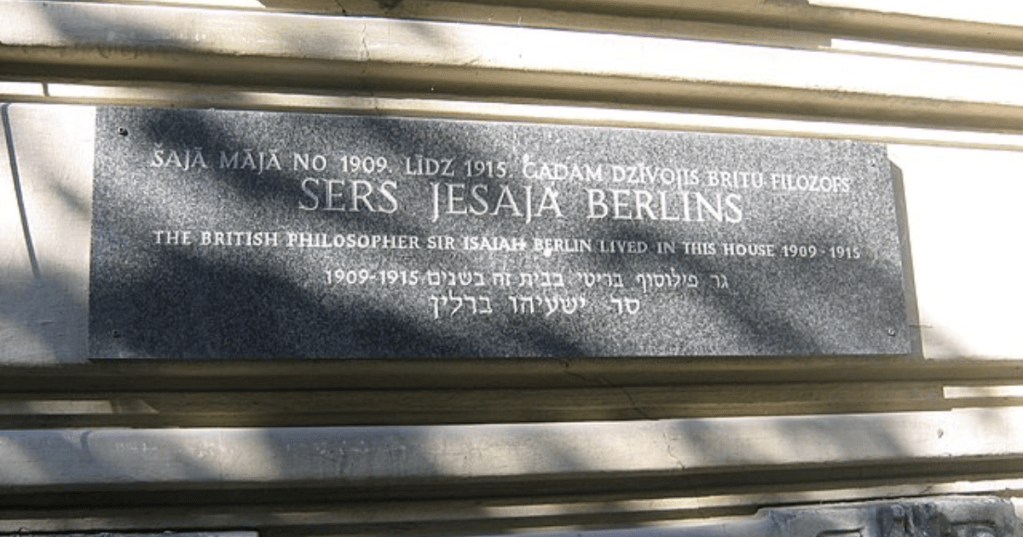 ŠAJĀ MĀJĀ NO 1909. LĪDZ 1915. GADAM DZĪVOJIS BRITU FILOZOFS
SERS JESAJA BERLINS
THE BRITISH PHILOSOPHER SIR ISAIAH BERLIN LIVED IN THIS HOUSE 1909-1915
גר פילוסוף בריטי בבית זה בשנים 1909-1915
סר ישעיהו ברלין